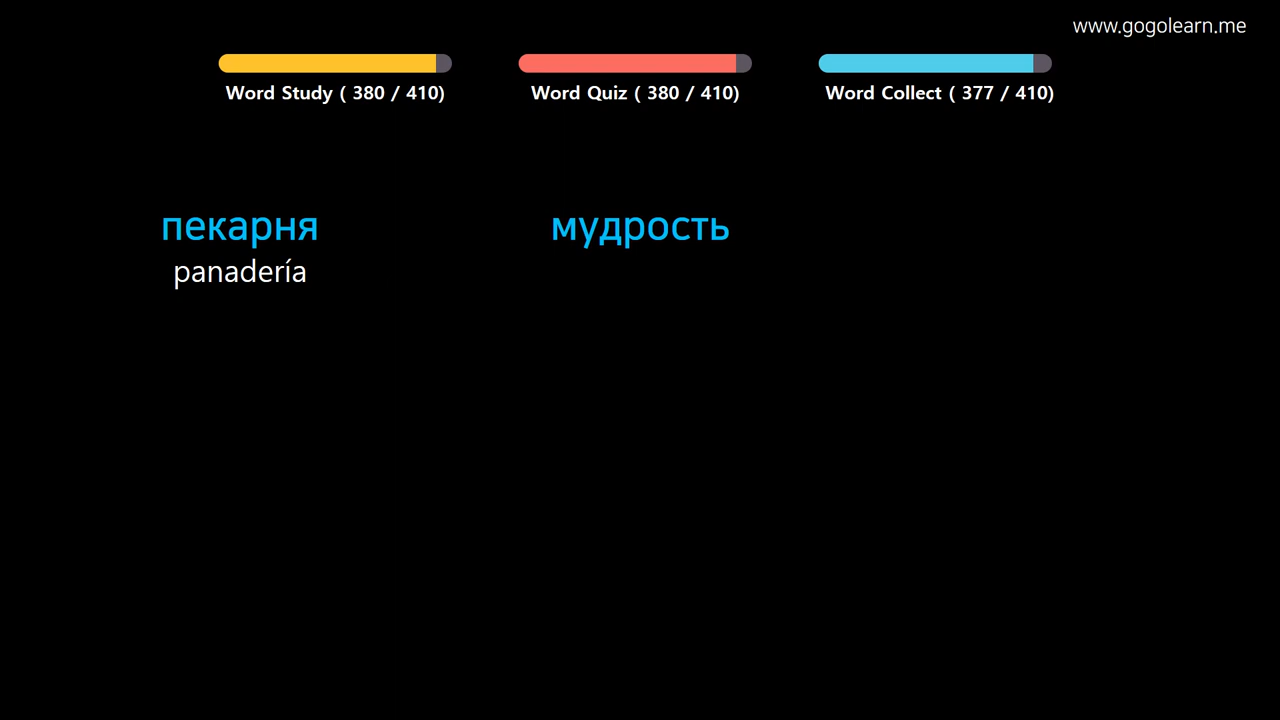 www.gogolearn.me
Word Study ( 380 / 410)
Word Quiz ( 380 / 410)
Word Collect ( 377 / 410)
пекарня
panadería
мудрость